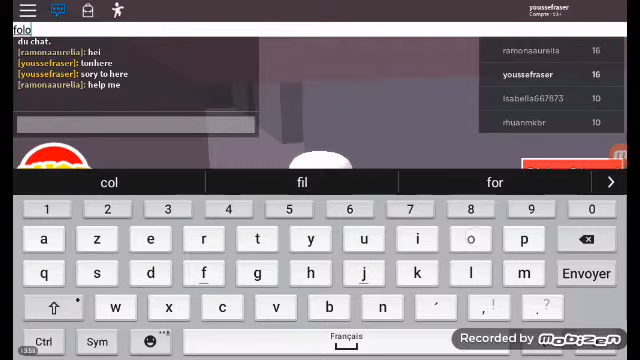 youssefraser
Compte : 13+
folo
du chat.
[ramonaaurelia]: hei
[youssefraser]: tonhere
[youssefraser]: sory to here
[ramonaaurelia]: help me
ramonaaurelia 16
youssefraser 16
Isabella667873 10
rhuanmkbr 10
col fil for
1 2 3 4 5 6 7 8 9 0
a z e r t y u i o p
q s d f g h j k l m Envoyer
w x c v b n ´ , ! . ?
Ctrl Sym Français
Recorded by MOBIZEN
13:50